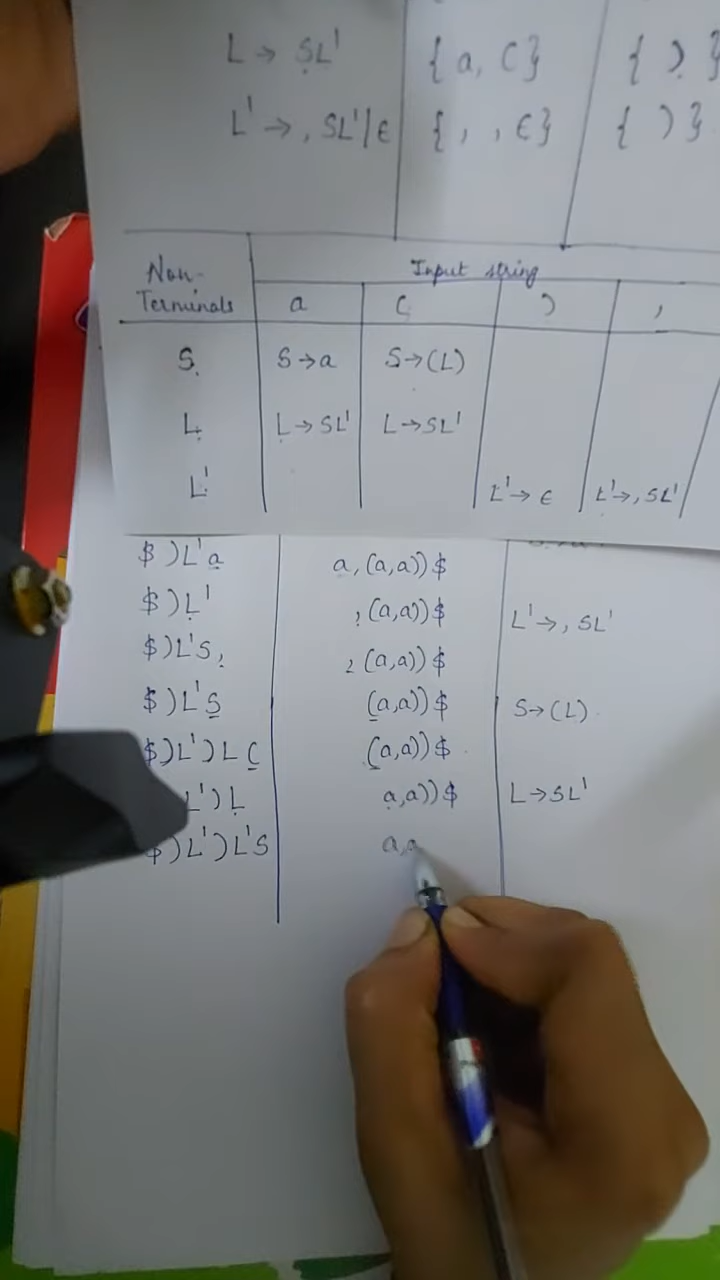 L → SL' {a, (} { ) }
L' → , SL'/ε { , , ε} { ) }
Non-Terminals Input string
a ( ) ,
S S → a S → (L)
L L → SL' L → SL'
L' L' → ε L' → , SL'
$ ) L' a a, (a,a)) $
$ ) L' , (a,a)) $ L' → , SL'
$ ) L' S , , (a,a)) $
$ ) L' S (a,a)) $ S → (L)
$ ) L' ) L ( (a,a)) $
L' ) L a,a)) $ L → SL'
$ ) L' ) L' S a,a